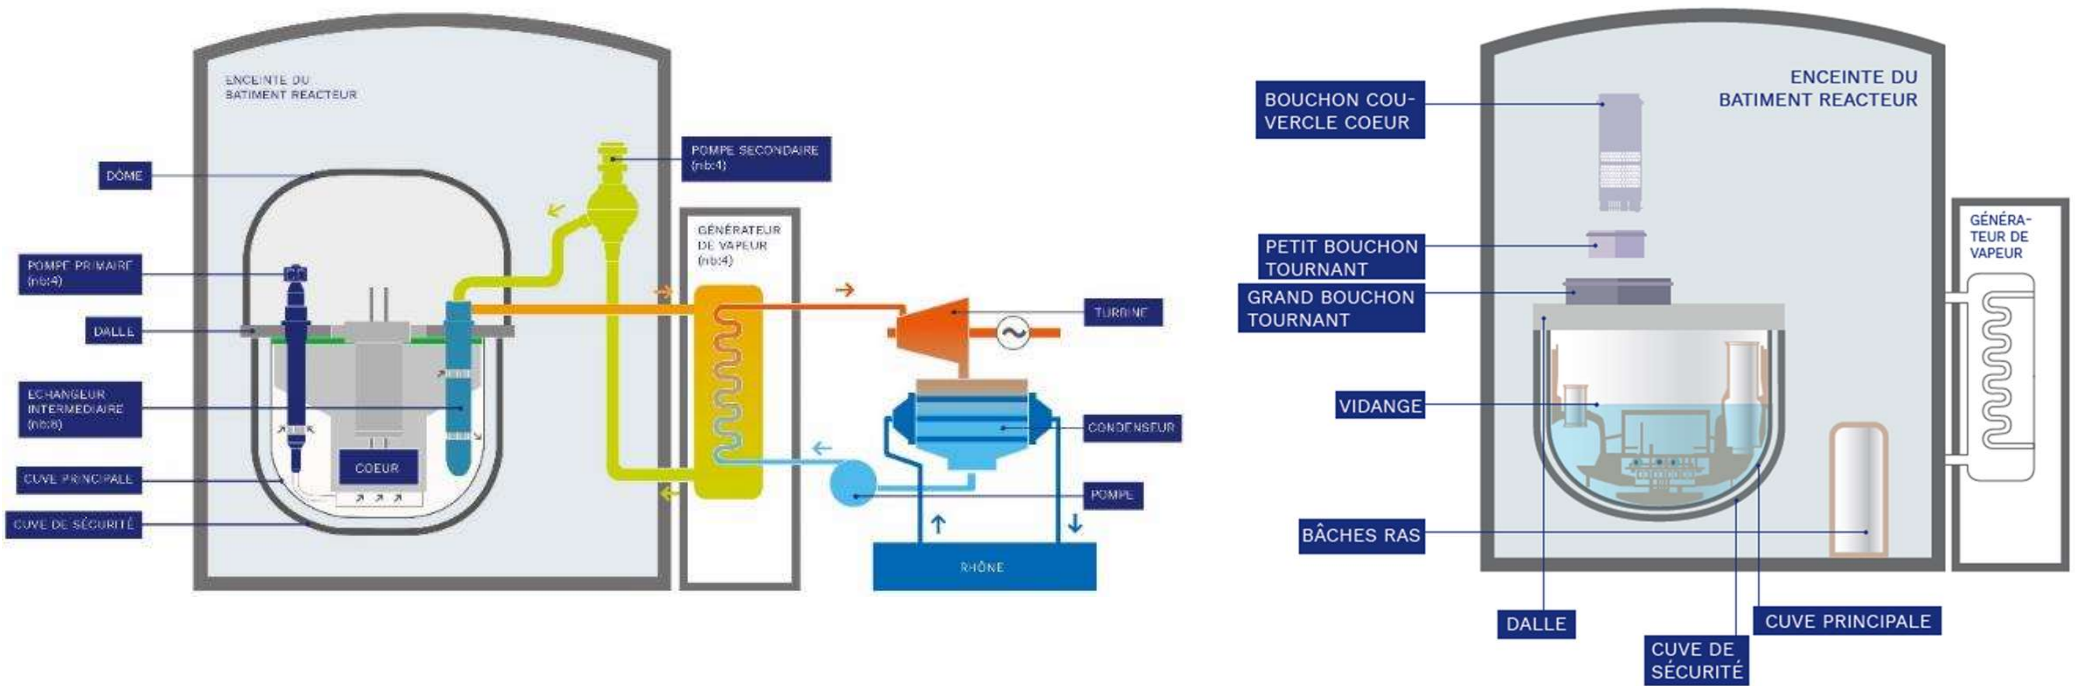 ENCEINTE DU
BATIMENT REACTEUR
DÔME
POMPE PRIMAIRE
(nb:4)
DALLE
ECHANGEUR
INTERMEDIAIRE
(nb:8)
CUVE PRINCIPALE
CUVE DE SÉCURITÉ
COEUR
POMPE SECONDAIRE
(nb:4)
GÉNÉRATEUR
DE VAPEUR
(nb:4)
TURBINE
CONDENSEUR
POMPE
RHÔNE
ENCEINTE DU
BATIMENT REACTEUR
BOUCHON COU-
VERCLE COEUR
PETIT BOUCHON
TOURNANT
GRAND BOUCHON
TOURNANT
VIDANGE
BÂCHES RAS
DALLE
CUVE DE
SÉCURITÉ
CUVE PRINCIPALE
GÉNÉRA-
TEUR DE
VAPEUR